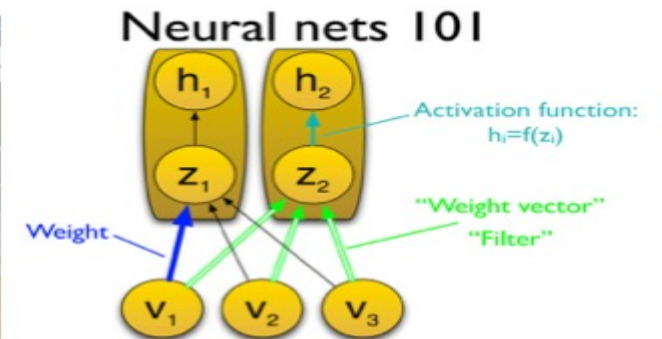 Neural nets 101
h₁ h₂
Activation function:
hᵢ=f(zᵢ)
z₁ z₂
"Weight vector"
Weight
"Filter"
v₁ v₂ v₃